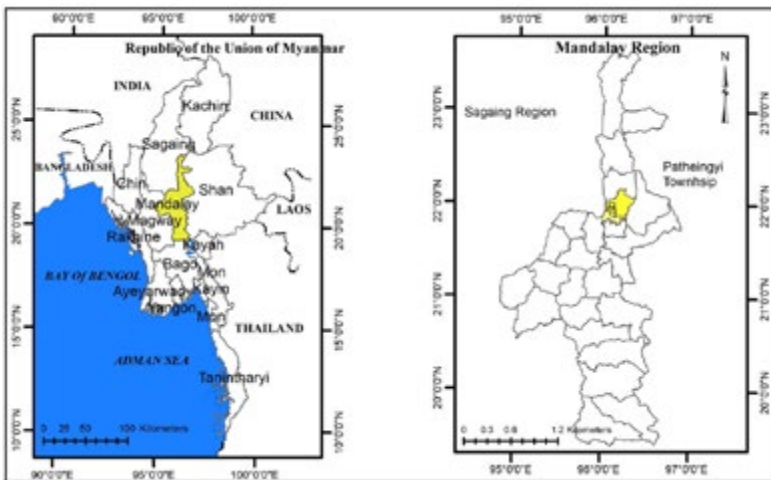 90°0'0"E 95°0'0"E 100°0'0"E
Republic of the Union of Myanmar
INDIA
Kachin
CHINA
25°0'0"N
25°0'0"N
Sagaing
BANGLADESH
Chin
Shan
Mandalay
LAOS
Magway
20°0'0"N
20°0'0"N
Rakhine
Kayah
Bago
BAY Of BENGOL
Mon
Ayeyarwady
Kayin
Yangon
Mon
THAILAND
15°0'0"N
15°0'0"N
ADMAN SEA
Tanintharyi
0 25 50 100 Kilometers
10°0'0"N
10°0'0"N
90°0'0"E 95°0'0"E 100°0'0"E
95°0'0"E 96°0'0"E 97°0'0"E
Mandalay Region
N
23°0'0"N
23°0'0"N
Sagaing Region
Patheingyi
Townhsip
22°0'0"N
22°0'0"N
21°0'0"N
21°0'0"N
20°0'0"N
20°0'0"N
0 0.3 0.6 1.2 Kilometers
95°0'0"E 96°0'0"E 97°0'0"E